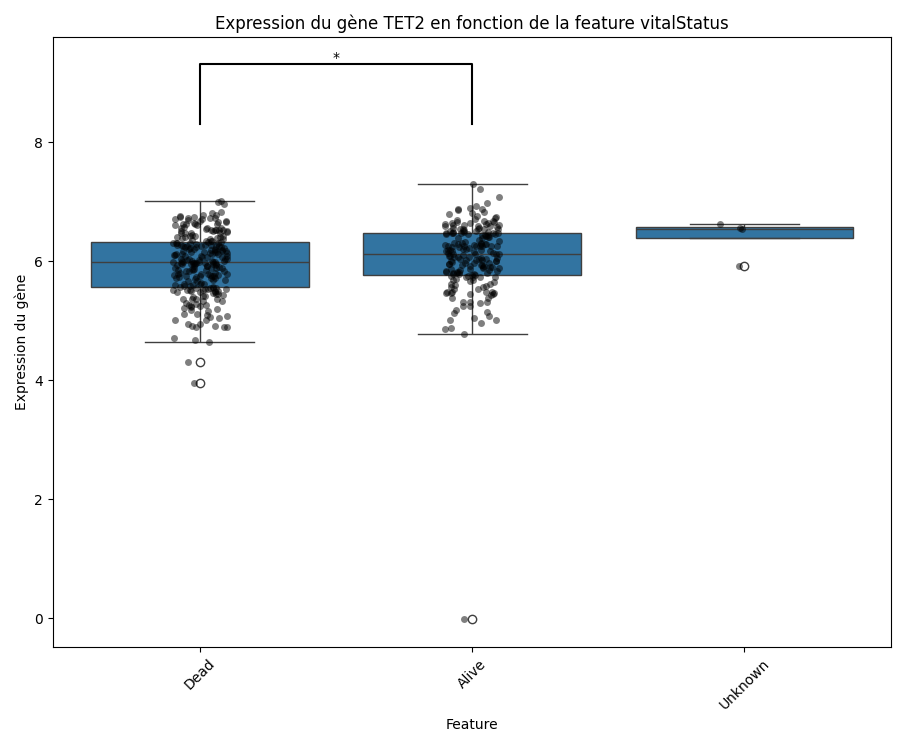 Expression du gène TET2 en fonction de la feature vitalStatus
*
8
6
4
2
0
Expression du gène
Dead
Alive
Unknown
Feature